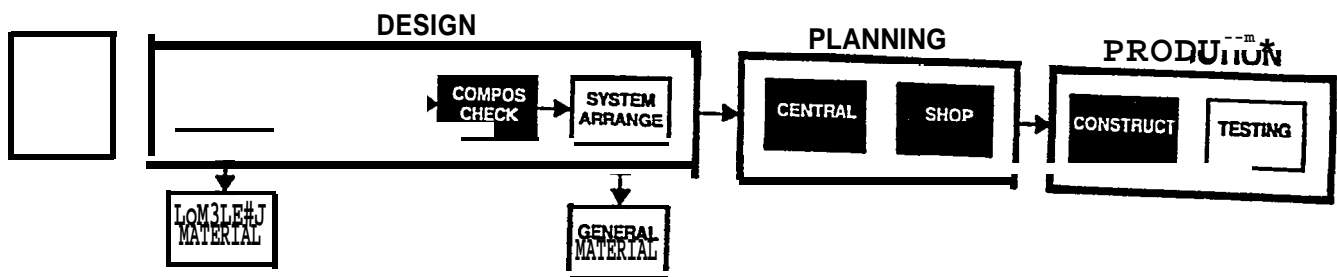 DESIGN
PLANNING
COMPOS
CHECK
SYSTEM
ARRANGE
CENTRAL
SHOP
CONSTRUCT
TESTING
MATERIAL
GENERAL
MATERIAL